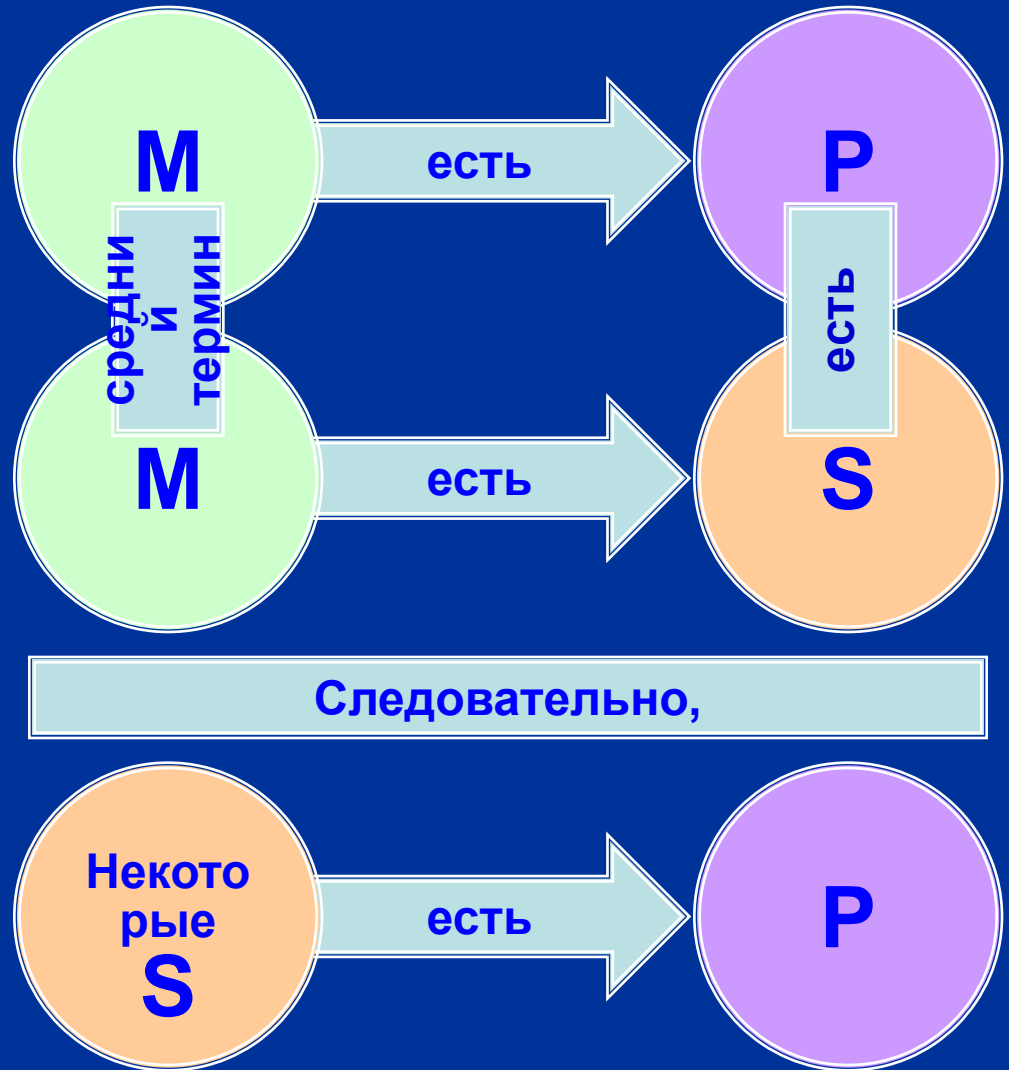 М
есть
Р
средни
й
термин
есть
М
есть
S
Следовательно,
Некото
рые
S
есть
Р